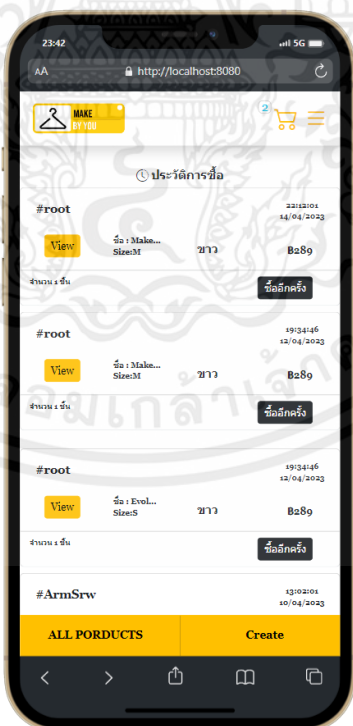 23:42
5G
AA
http://localhost:8080
MAKE
BY YOU
2
ประวัติการซื้อ
#root
22:12:01
14/04/2023
View
ชื่อ : Make...
Size:M
ขาว
฿289
จำนวน 1 ชิ้น
ซื้ออีกครั้ง
#root
19:34:46
12/04/2023
View
ชื่อ : Make...
Size:M
ขาว
฿289
จำนวน 1 ชิ้น
ซื้ออีกครั้ง
#root
19:34:46
12/04/2023
View
ชื่อ : Evol...
Size:S
ขาว
฿289
จำนวน 1 ชิ้น
ซื้ออีกครั้ง
#ArmSrw
13:02:01
10/04/2023
ALL PORDUCTS
Create